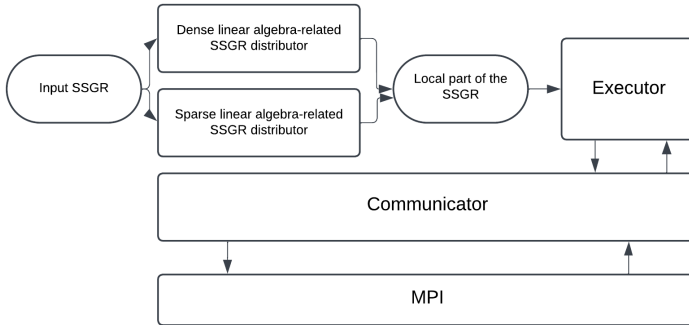 Input SSGR
Dense linear algebra-related
SSGR distributor
Sparse linear algebra-related
SSGR distributor
Local part of the
SSGR
Executor
Communicator
MPI